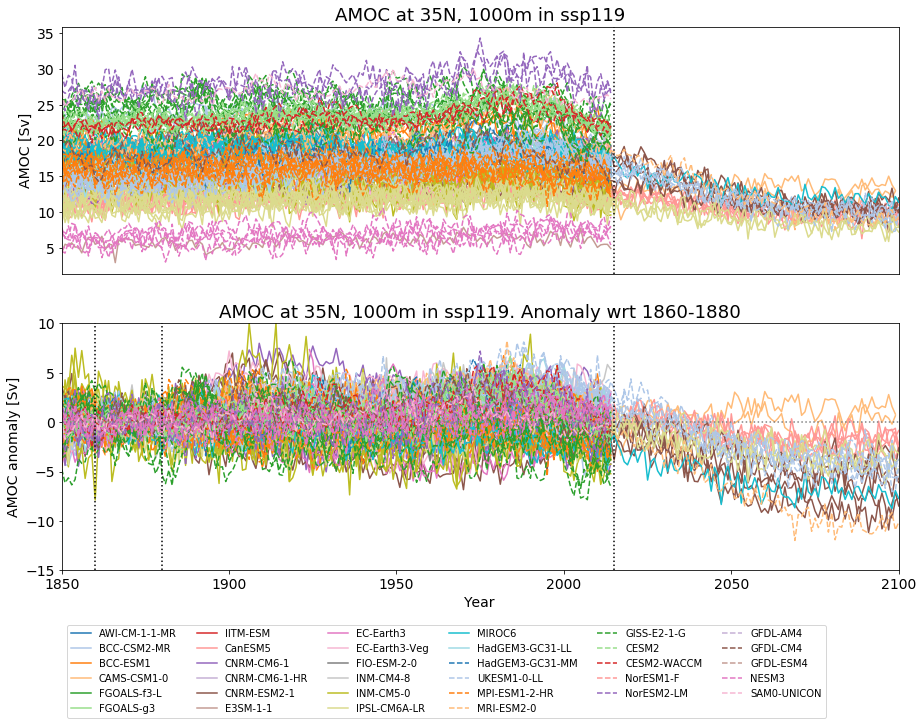 AMOC at 35N, 1000m in ssp119
35
30
25
20
15
10
5
AMOC [Sv]
AMOC at 35N, 1000m in ssp119. Anomaly wrt 1860-1880
10
5
0
−5
−10
−15
AMOC anomaly [Sv]
1850 1900 1950 2000 2050 2100
Year
AWI-CM-1-1-MR IITM-ESM EC-Earth3 MIROC6 GISS-E2-1-G GFDL-AM4
BCC-CSM2-MR CanESM5 EC-Earth3-Veg HadGEM3-GC31-LL CESM2 GFDL-CM4
BCC-ESM1 CNRM-CM6-1 FIO-ESM-2-0 HadGEM3-GC31-MM CESM2-WACCM GFDL-ESM4
CAMS-CSM1-0 CNRM-CM6-1-HR INM-CM4-8 UKESM1-0-LL NorESM1-F NESM3
FGOALS-f3-L CNRM-ESM2-1 INM-CM5-0 MPI-ESM1-2-HR NorESM2-LM SAM0-UNICON
FGOALS-g3 E3SM-1-1 IPSL-CM6A-LR MRI-ESM2-0